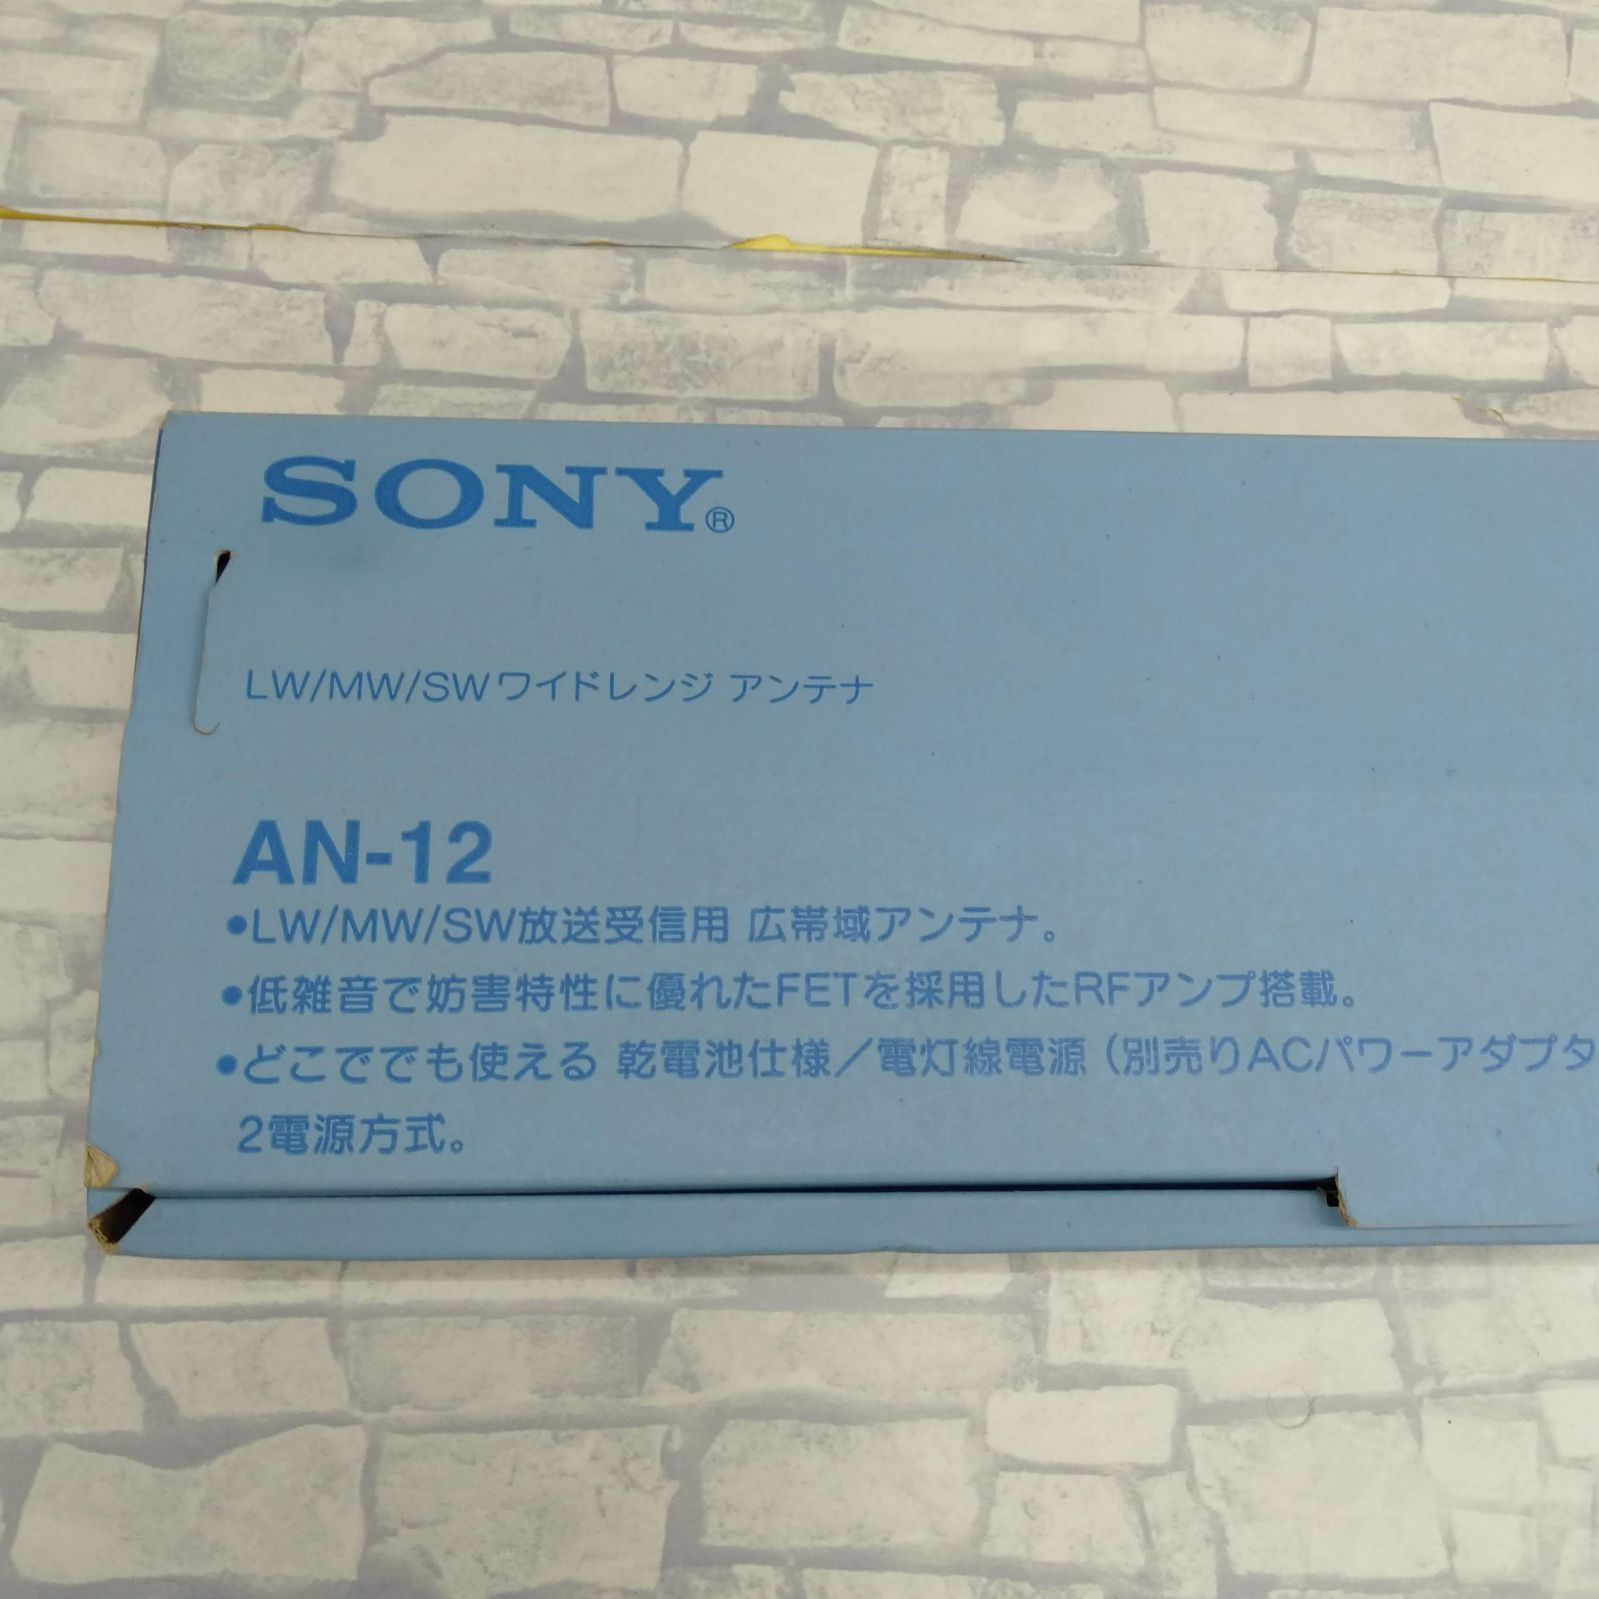 SONY®
LW/MW/SWワイドレンジ アンテナ
AN-12
•LW/MW/SW放送受信用 広帯域アンテナ。
•低雑音で妨害特性に優れたFETを採用したRFアンプ搭載。
•どこででも使える 乾電池仕様／電灯線電源（別売りACパワーアダプタ
2電源方式。